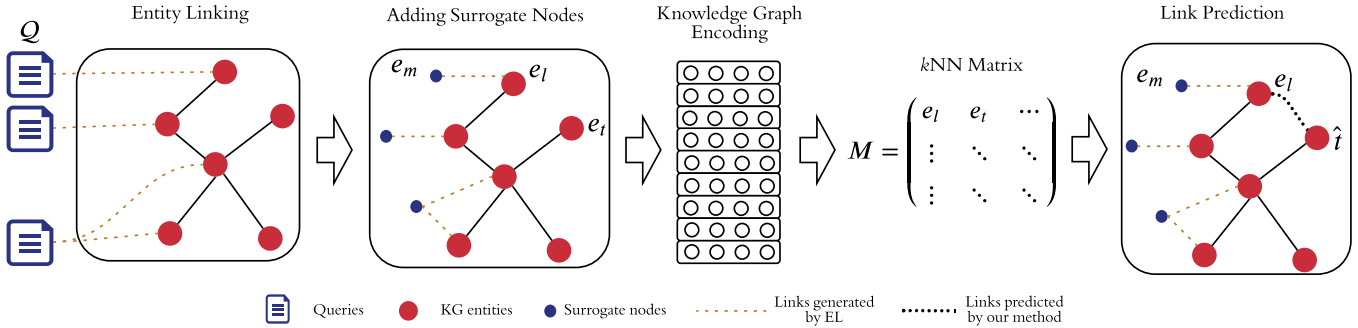 Entity Linking
Adding Surrogate Nodes
Knowledge Graph
Encoding
Link Prediction
Q
e_m
e_l
e_t
kNN Matrix
M =
e_l e_t ⋯
⋮ ⋱ ⋱
⋮ ⋱ ⋱
e_m
e_l
t̂
Queries
KG entities
Surrogate nodes
Links generated
by EL
Links predicted
by our method